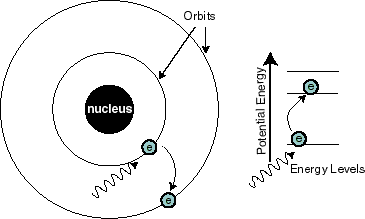 Orbits
nucleus
e
e
Potential Energy
e
e
Energy Levels